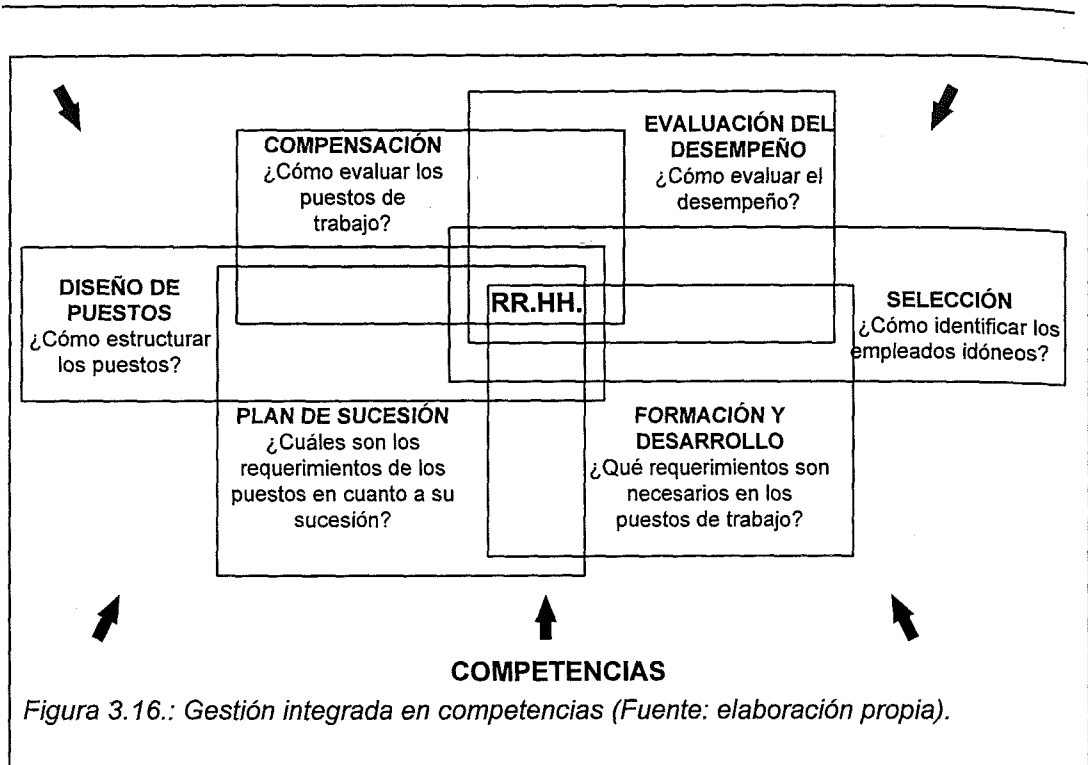 COMPENSACIÓN
¿Cómo evaluar los
puestos de
trabajo?
EVALUACIÓN DEL
DESEMPEÑO
¿Cómo evaluar el
desempeño?
DISEÑO DE
PUESTOS
¿Cómo estructurar
los puestos?
RR.HH.
SELECCIÓN
¿Cómo identificar los
empleados idóneos?
PLAN DE SUCESIÓN
¿Cuáles son los
requerimientos de los
puestos en cuanto a su
sucesión?
FORMACIÓN Y
DESARROLLO
¿Qué requerimientos son
necesarios en los
puestos de trabajo?
COMPETENCIAS
Figura 3.16.: Gestión integrada en competencias (Fuente: elaboración propia).